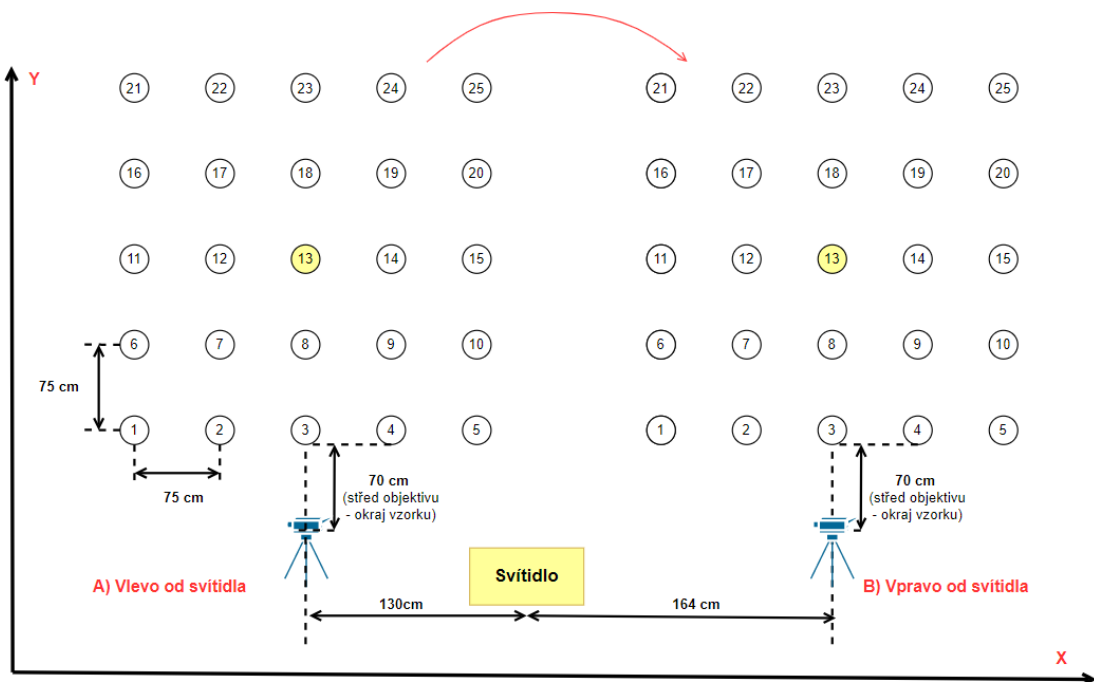 Y
21 22 23 24 25 21 22 23 24 25
16 17 18 19 20 16 17 18 19 20
11 12 13 14 15 11 12 13 14 15
6 7 8 9 10 6 7 8 9 10
75 cm
1 2 3 4 5 1 2 3 4 5
75 cm
70 cm
(střed objektivu
- okraj vzorku)
70 cm
(střed objektivu
- okraj vzorku)
A) Vlevo od svitidla
Svítidlo
B) Vpravo od svitidla
130cm
164 cm
X